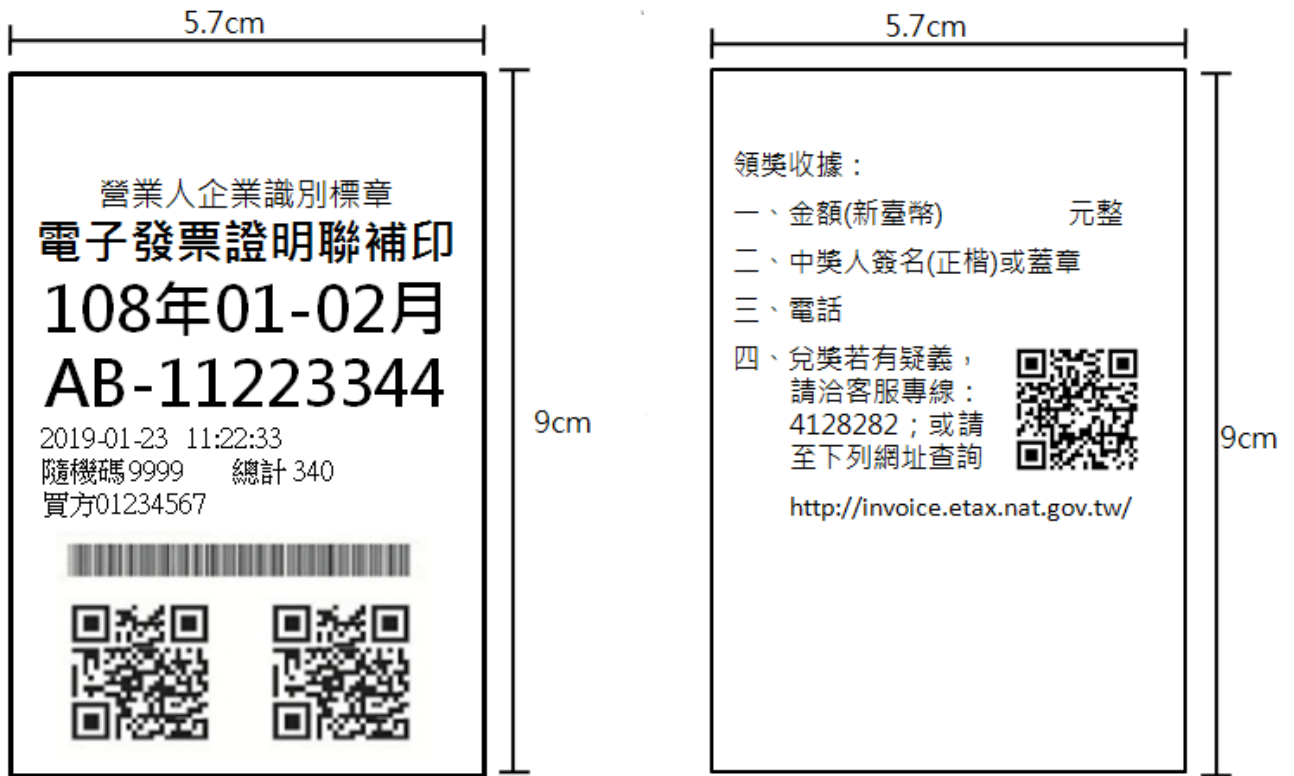 5.7cm
營業人企業識別標章
電子發票證明聯補印
108年01-02月
AB-11223344
2019-01-23 11:22:33
隨機碼9999 總計 340
買方01234567
9cm
5.7cm
領獎收據：
一、金額(新臺幣) 元整
二、中獎人簽名(正楷)或蓋章
三、電話
四、兌獎若有疑義，
請洽客服專線：
4128282；或請
至下列網址查詢
http://invoice.etax.nat.gov.tw/
9cm